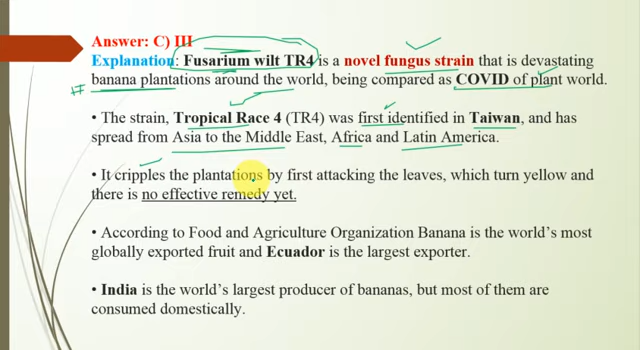 Answer: C) III
Explanation: Fusarium wilt TR4 is a novel fungus strain that is devastating
banana plantations around the world, being compared as COVID of plant world.
• The strain, Tropical Race 4 (TR4) was first identified in Taiwan, and has
spread from Asia to the Middle East, Africa and Latin America.
• It cripples the plantations by first attacking the leaves, which turn yellow and
there is no effective remedy yet.
• According to Food and Agriculture Organization Banana is the world's most
globally exported fruit and Ecuador is the largest exporter.
• India is the world's largest producer of bananas, but most of them are
consumed domestically.